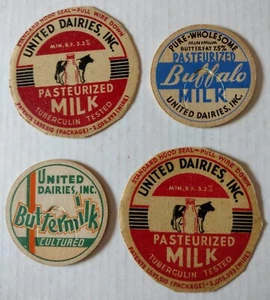 STANDARD HOOD SEAL - PULL WIRE DOWN
UNITED DAIRIES, INC.
MIN. B.F. 3.2%
PASTEURIZED
MILK
TUBERCULIN TESTED
PURE-WHOLESOME
MINIMUM
BUTTERFAT
PASTEURIZED
Buffalo
MILK
UNITED DAIRIES, INC.
UNITED
DAIRIES, INC.
Buttermilk
CULTURED
STANDARD HOOD SEAL - PULL WIRE DOWN
UNITED DAIRIES, INC.
MIN. B.F. 3.2%
PASTEURIZED
MILK
TUBERCULIN TESTED